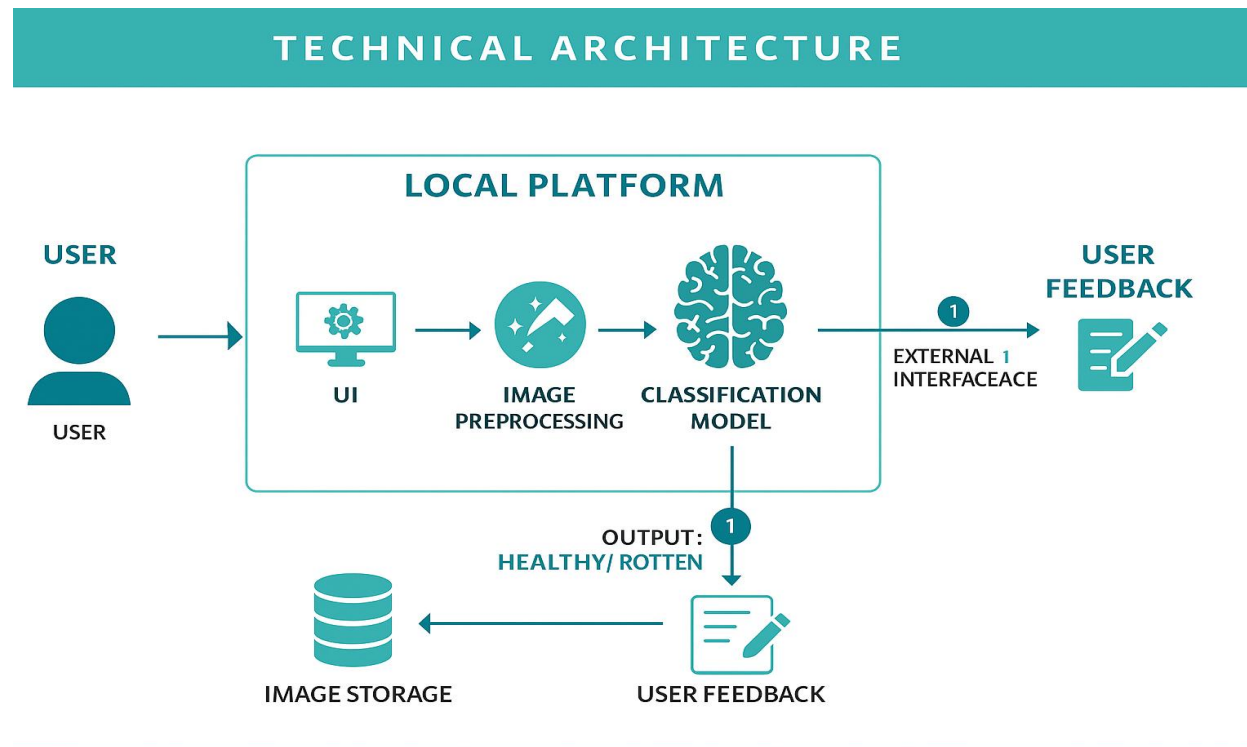 TECHNICAL ARCHITECTURE
LOCAL PLATFORM
USER
USER
UI
IMAGE
PREPROCESSING
CLASSIFICATION
MODEL
1
EXTERNAL 1
INTERFACEACE
USER
FEEDBACK
OUTPUT:
HEALTHY/ ROTTEN
1
IMAGE STORAGE
USER FEEDBACK